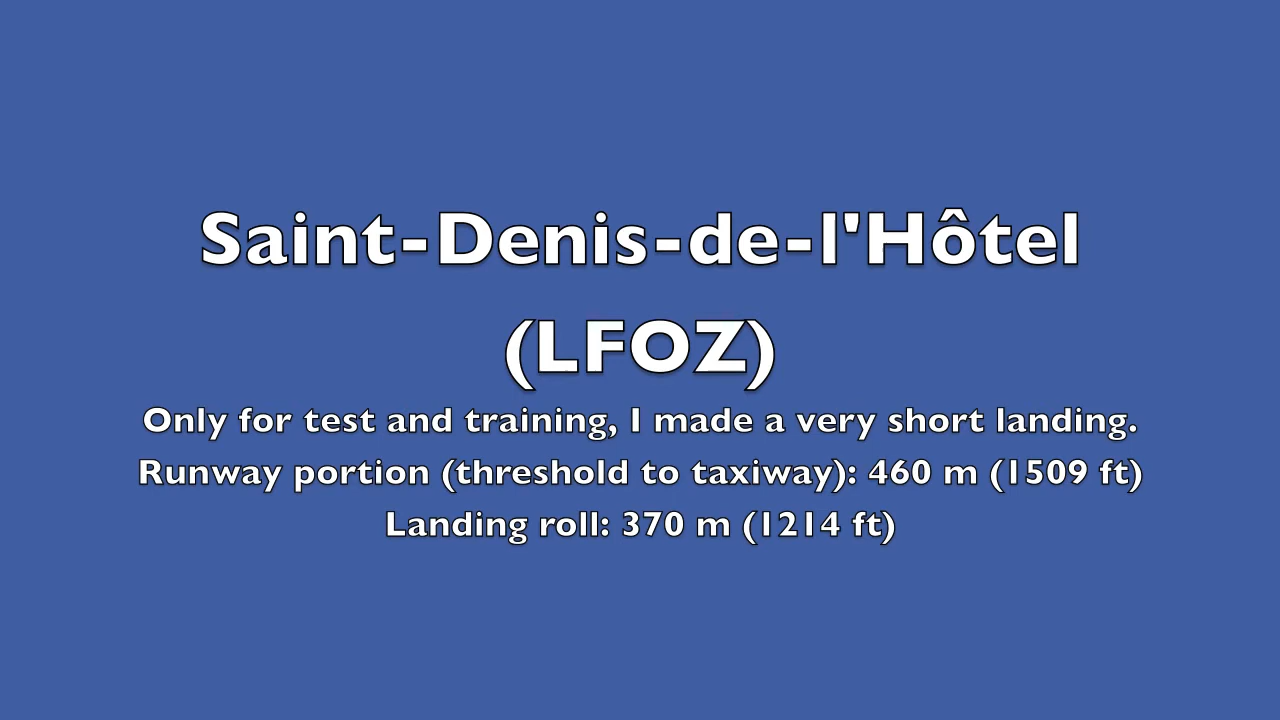 Saint-Denis-de-l'Hôtel
(LFOZ)
Only for test and training, I made a very short landing.
Runway portion (threshold to taxiway): 460 m (1509 ft)
Landing roll: 370 m (1214 ft)